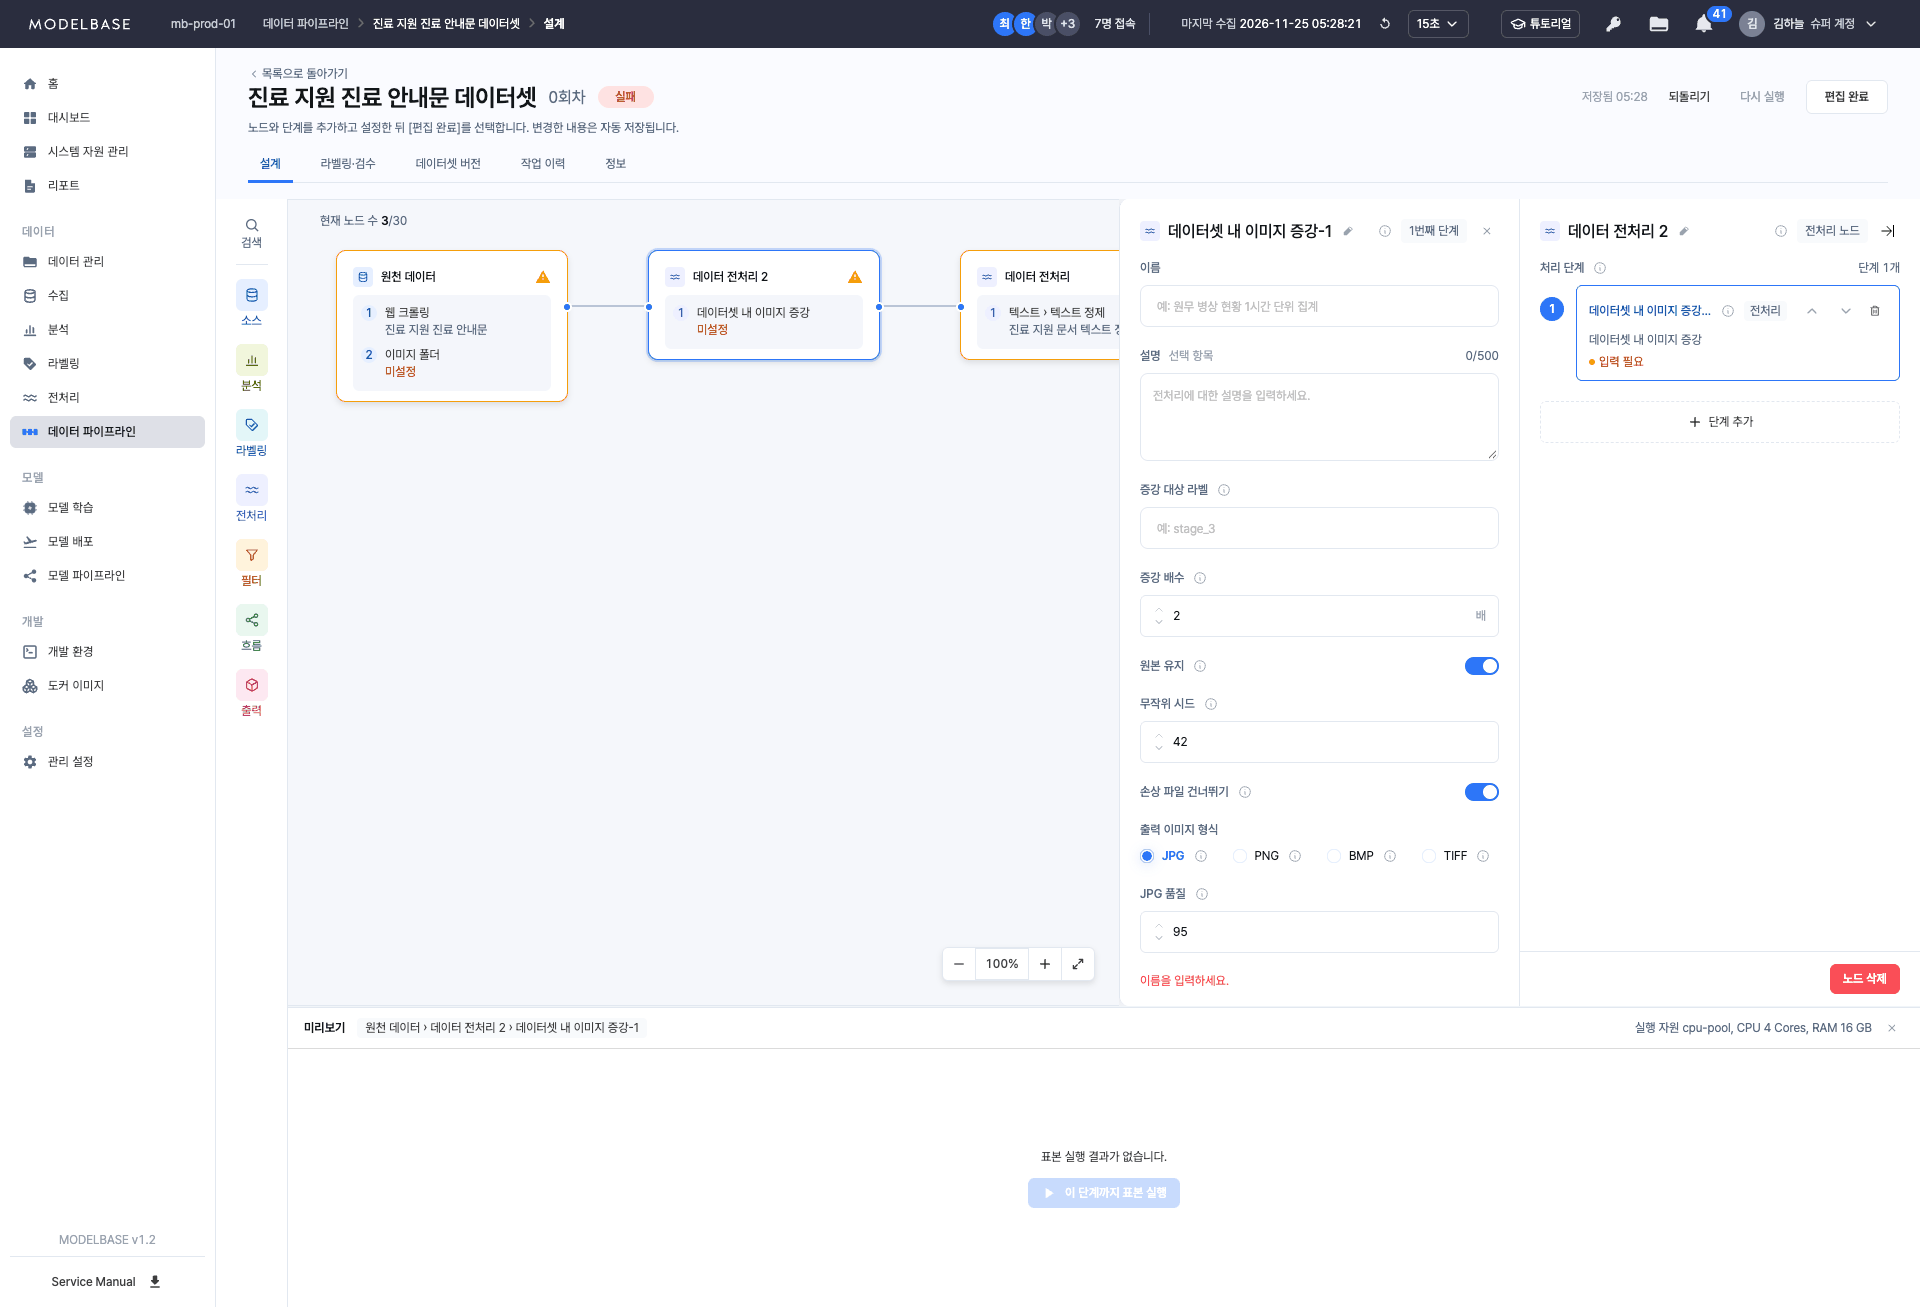 MODELBASE
mb-prod-01
데이터 파이프라인
진료 지원 진료 안내문 데이터셋
설계
최
한
박
+3
7명 접속
마지막 수집 2026-11-25 05:28:21
15초
튜토리얼
41
김
김하늘 슈퍼 계정
홈
대시보드
시스템 자원 관리
리포트
데이터
데이터 관리
수집
분석
라벨링
전처리
데이터 파이프라인
모델
모델 학습
모델 배포
모델 파이프라인
개발
개발 환경
도커 이미지
설정
관리 설정
MODELBASE v1.2
Service Manual
목록으로 돌아가기
진료 지원 진료 안내문 데이터셋 0회차 실패
노드와 단계를 추가하고 설정한 뒤 [편집 완료]를 선택합니다. 변경한 내용은 자동 저장됩니다.
저장됨 05:28
되돌리기
다시 실행
편집 완료
설계
라벨링·검수
데이터셋 버전
작업 이력
정보
검색
소스
분석
라벨링
전처리
필터
흐름
출력
현재 노드 수 3/30
원천 데이터
1 웹 크롤링
진료 지원 진료 안내문
2 이미지 폴더
미설정
데이터 전처리 2
1 데이터셋 내 이미지 증강
미설정
데이터 전처리
1 텍스트 › 텍스트 정제
진료 지원 문서 텍스트 정
100%
데이터셋 내 이미지 증강-1
1번째 단계
이름
예: 원무 병상 현황 1시간 단위 집계
설명 선택 항목
0/500
전처리에 대한 설명을 입력하세요.
증강 대상 라벨
예: stage_3
증강 배수
2
배
원본 유지
무작위 시드
42
손상 파일 건너뛰기
출력 이미지 형식
JPG
PNG
BMP
TIFF
JPG 품질
95
이름을 입력하세요.
데이터 전처리 2
전처리 노드
처리 단계
단계 1개
1
데이터셋 내 이미지 증강...
전처리
데이터셋 내 이미지 증강
입력 필요
단계 추가
노드 삭제
미리보기
원천 데이터 › 데이터 전처리 2 › 데이터셋 내 이미지 증강-1
실행 자원 cpu-pool, CPU 4 Cores, RAM 16 GB
표본 실행 결과가 없습니다.
이 단계까지 표본 실행